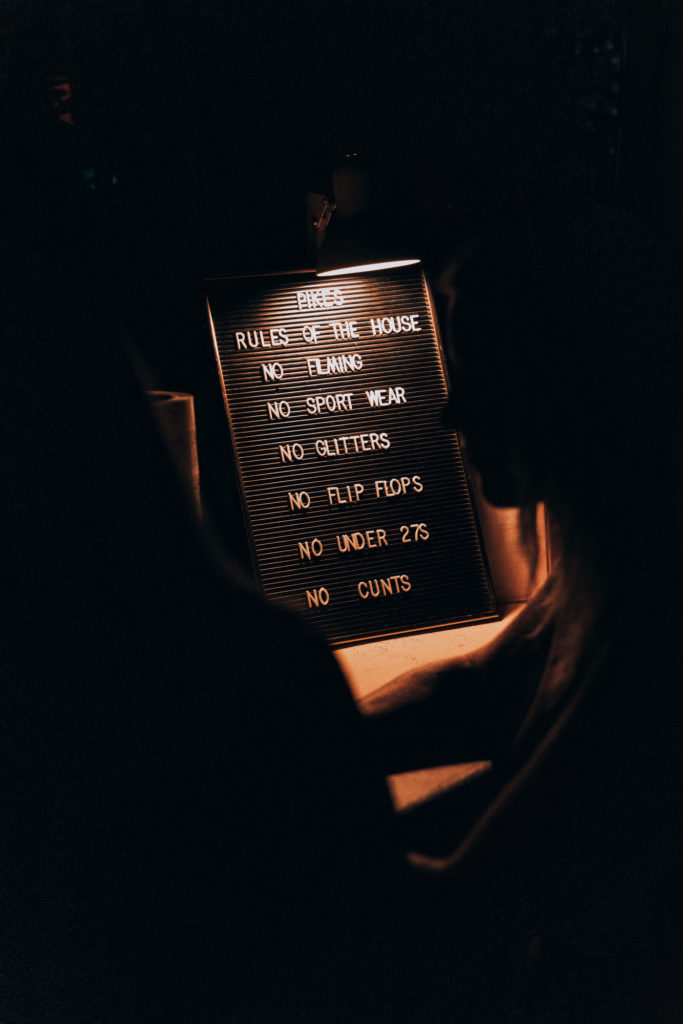 PIKES
RULES OF THE HOUSE
NO FILMING
NO SPORT WEAR
NO GLITTERS
NO FLIP FLOPS
NO UNDER 27S
NO CUNTS